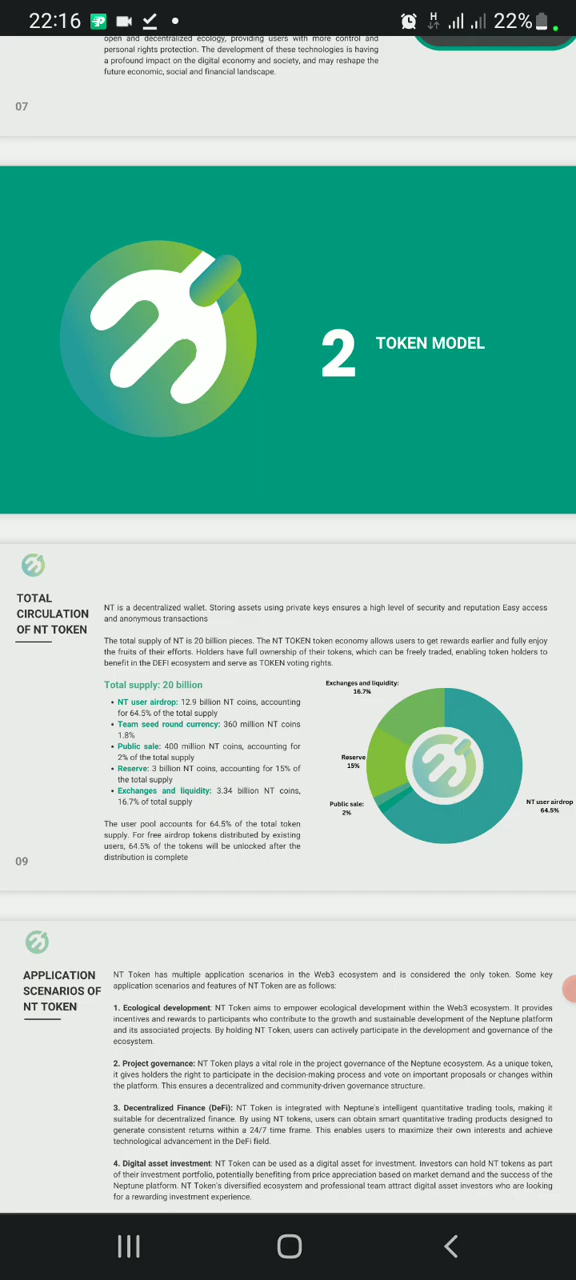 22:16
H
22%
open and decentralized ecology, providing users with more control and
personal rights protection. The development of these technologies is having
a profound impact on the digital economy and society, and may reshape the
future economic, social and financial landscape.
07
2
TOKEN MODEL
TOTAL
CIRCULATION
OF NT TOKEN
NT is a decentralized wallet. Storing assets using private keys ensures a high level of security and reputation Easy access
and anonymous transactions
The total supply of NT is 20 billion pieces. The NT TOKEN token economy allows users to get rewards earlier and fully enjoy
the fruits of their efforts. Holders have full ownership of their tokens, which can be freely traded, enabling token holders to
benefit in the DEFI ecosystem and serve as TOKEN voting rights.
Total supply: 20 billion
• NT user airdrop: 12.9 billion NT coins, accounting
for 64.5% of the total supply
• Team seed round currency: 360 million NT coins
1.8%
• Public sale: 400 million NT coins, accounting for
2% of the total supply
• Reserve: 3 billion NT coins, accounting for 15% of
the total supply
• Exchanges and liquidity: 3.34 billion NT coins,
16.7% of total supply
The user pool accounts for 64.5% of the total token
supply. For free airdrop tokens distributed by existing
users, 64.5% of the tokens will be unlocked after the
distribution is complete
Exchanges and liquidity:
16.7%
Reserve
15%
Public sale:
2%
NT user airdrop
64.5%
09
APPLICATION
SCENARIOS OF
NT TOKEN
NT Token has multiple application scenarios in the Web3 ecosystem and is considered the only token. Some key
application scenarios and features of NT Token are as follows:
1. Ecological development: NT Token aims to empower ecological development within the Web3 ecosystem. It provides
incentives and rewards to participants who contribute to the growth and sustainable development of the Neptune platform
and its associated projects. By holding NT Token, users can actively participate in the development and governance of the
ecosystem.
2. Project governance: NT Token plays a vital role in the project governance of the Neptune ecosystem. As a unique token,
it gives holders the right to participate in the decision-making process and vote on important proposals or changes within
the platform. This ensures a decentralized and community-driven governance structure.
3. Decentralized Finance (DeFi): NT Token is integrated with Neptune's intelligent quantitative trading tools, making it
suitable for decentralized finance. By using NT tokens, users can obtain smart quantitative trading products designed to
generate consistent returns within a 24/7 time frame. This enables users to maximize their own interests and achieve
technological advancement in the DeFi field.
4. Digital asset investment: NT Token can be used as a digital asset for investment. Investors can hold NT tokens as part
of their investment portfolio, potentially benefiting from price appreciation based on market demand and the success of the
Neptune platform. NT Token's diversified ecosystem and professional team attract digital asset investors who are looking
for a rewarding investment experience.